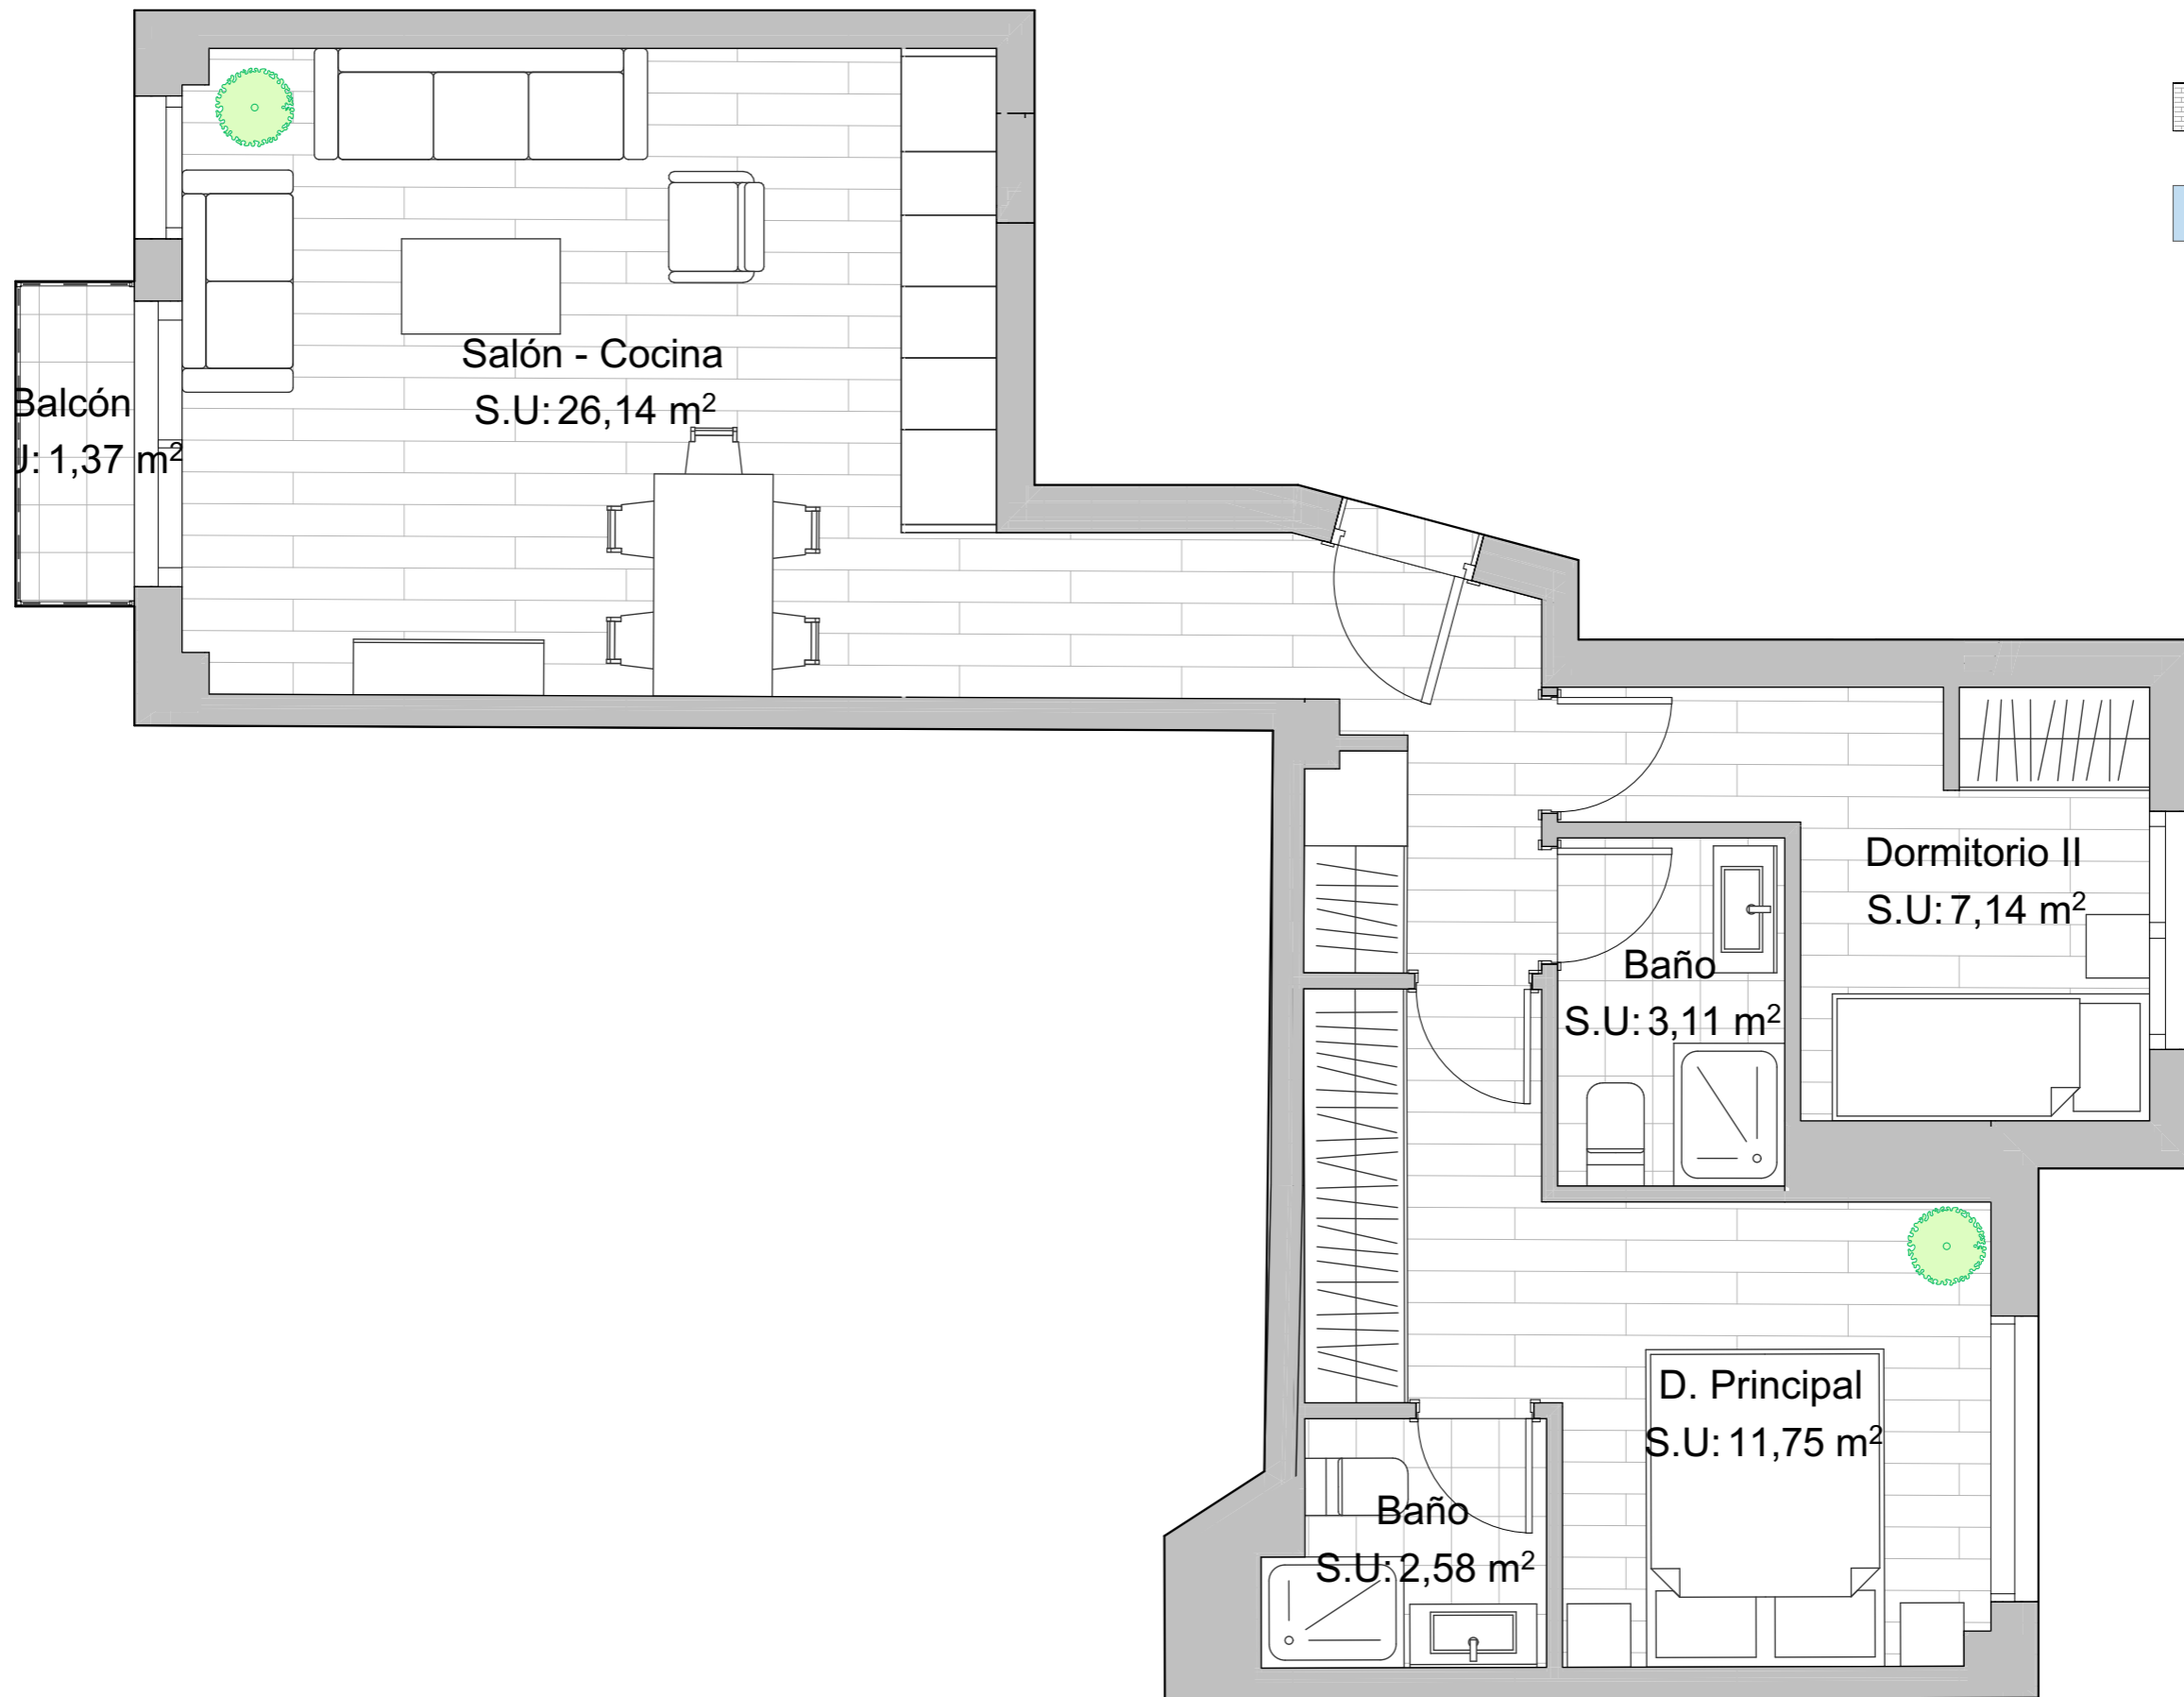 Salón - Cocina
S.U: 26,14 m²
Balcón
U: 1,37 m²
Dormitorio II
S.U: 7,14 m²
Baño
S.U: 3,11 m²
D. Principal
S.U: 11,75 m²
Baño
S.U: 2,58 m²